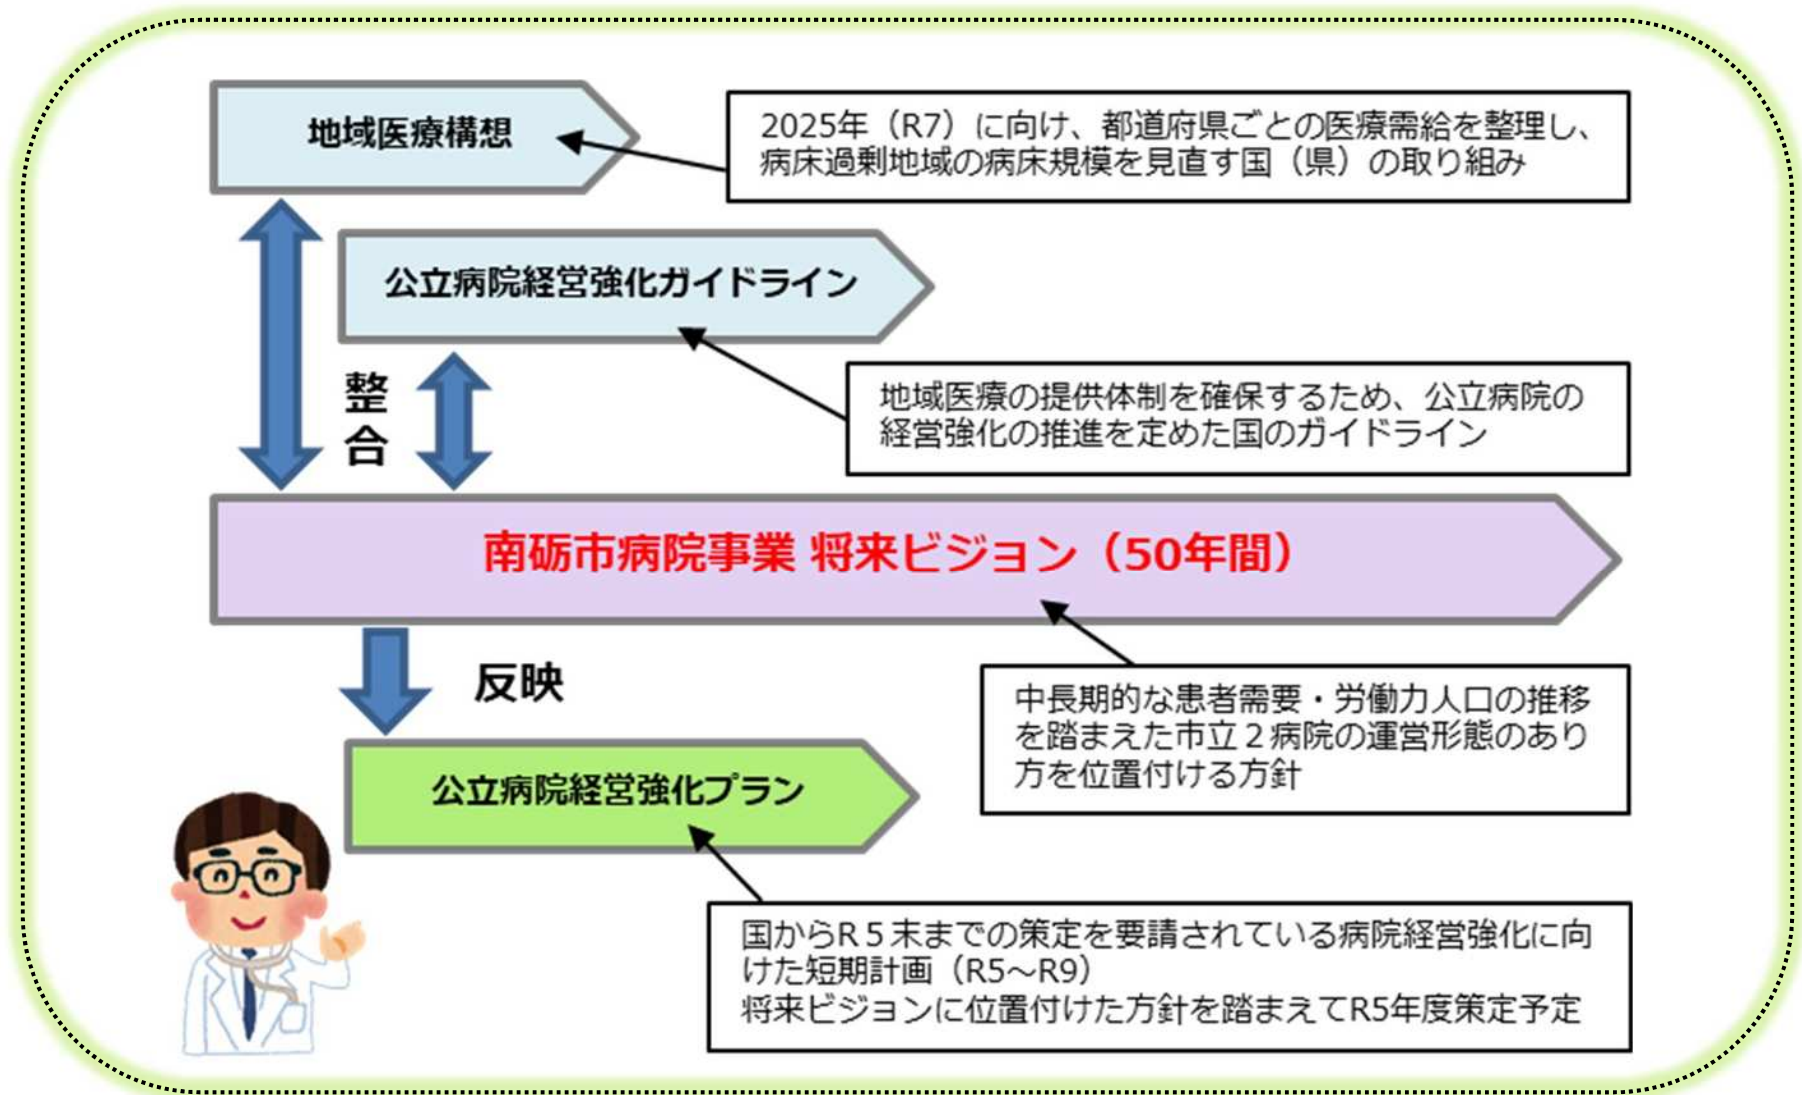 地域医療構想
2025年（R7）に向け、都道府県ごとの医療需給を整理し、
病床過剰地域の病床規模を見直す国（県）の取り組み
公立病院経営強化ガイドライン
整
合
地域医療の提供体制を確保するため、公立病院の
経営強化の推進を定めた国のガイドライン
南砺市病院事業 将来ビジョン（50年間）
反映
中長期的な患者需要・労働力人口の推移
を踏まえた市立２病院の運営形態のあり
方を位置付ける方針
公立病院経営強化プラン
国からR５末までの策定を要請されている病院経営強化に向
けた短期計画（R5～R9）
将来ビジョンに位置付けた方針を踏まえてR5年度策定予定